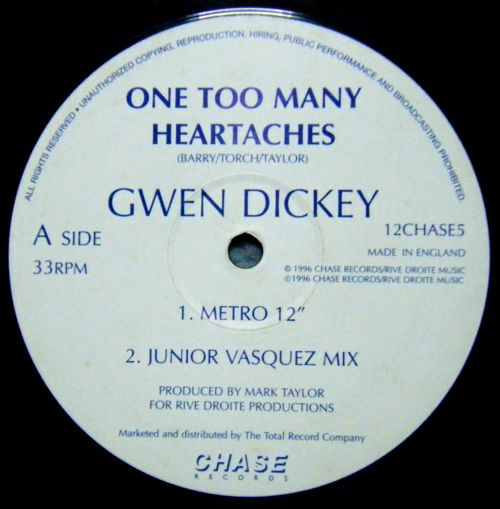 ALL RIGHTS RESERVED • UNAUTHORIZED COPYING, REPRODUCTION, HIRING, PUBLIC PERFORMANCE AND BROADCASTING PROHIBITED.
ONE TOO MANY
HEARTACHES
(BARRY/TORCH/TAYLOR)
GWEN DICKEY
A SIDE
33RPM
12CHASE5
MADE IN ENGLAND
© 1996 CHASE RECORDS/RIVE DROITE MUSIC
℗1996 CHASE RECORDS/RIVE DROITE MUSIC
1. METRO 12"
2. JUNIOR VASQUEZ MIX
PRODUCED BY MARK TAYLOR
FOR RIVE DROITE PRODUCTIONS
Marketed and distributed by The Total Record Company
CHASE
RECORDS